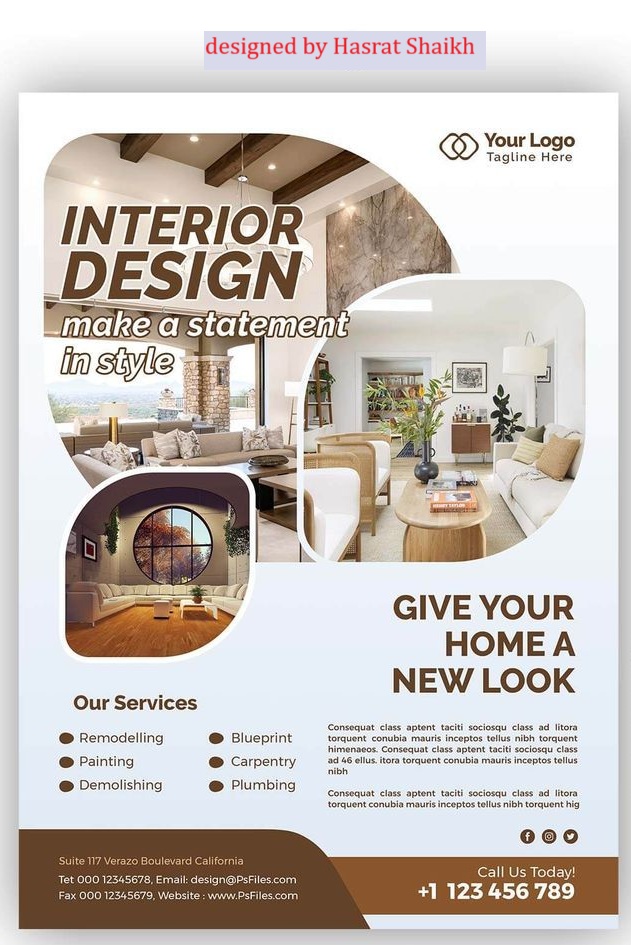 designed by Hasrat Shaikh
Your Logo
Tagline Here
INTERIOR
DESIGN
make a statement
in style
GIVE YOUR
HOME A
NEW LOOK
Our Services
Remodelling
Painting
Demolishing
Blueprint
Carpentry
Plumbing
Consequat class aptent taciti sociosqu class ad litora
torquent conubia mauris inceptos tellus nibh torquent
himenaeos. Consequat class aptent taciti sociosqu class
ad 46 ellus. itora torquent conubia mauris inceptos tellus
nibh
Consequat class aptent taciti sociosqu class ad litora
torquent conubia mauris inceptos tellus nibh torquent hig
Suite 117 Verazo Boulevard California
Tet 000 12345678, Email: design@PsFiles.com
Fax 000 12345679, Website : www.PsFiles.com
Call Us Today!
+1 123 456 789